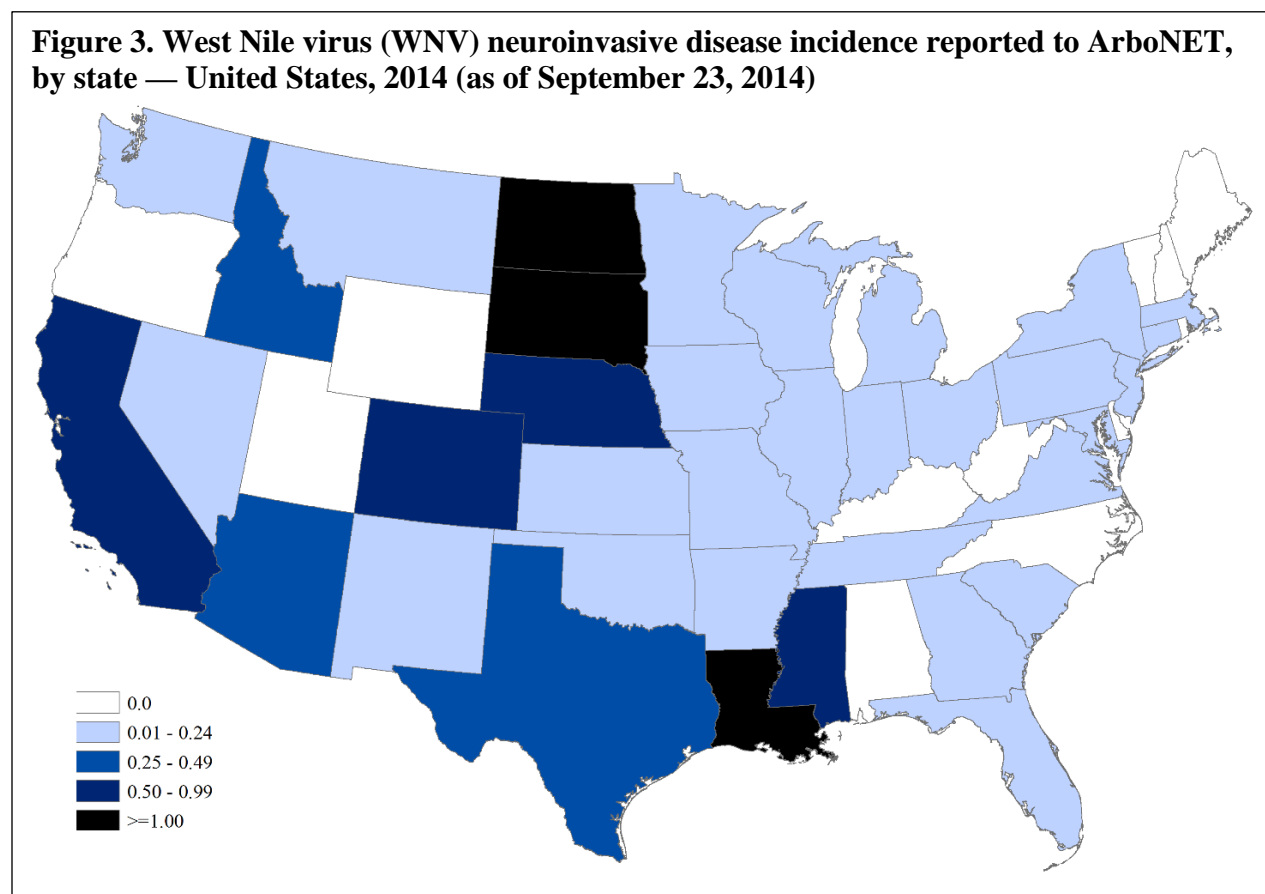 Figure 3. West Nile virus (WNV) neuroinvasive disease incidence reported to ArboNET,
by state — United States, 2014 (as of September 23, 2014)
0.0
0.01 - 0.24
0.25 - 0.49
0.50 - 0.99
>=1.00